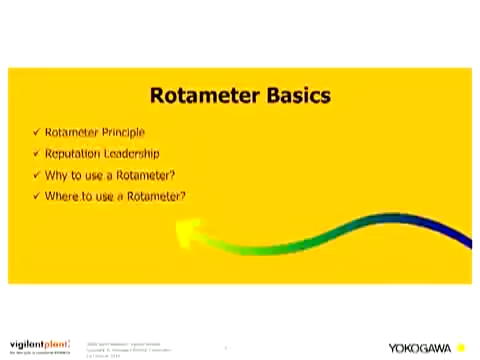 Rotameter Basics
✓ Rotameter Principle
✓ Reputation Leadership
✓ Why to use a Rotameter?
✓ Where to use a Rotameter?
vigilantplant.
YOKOGAWA